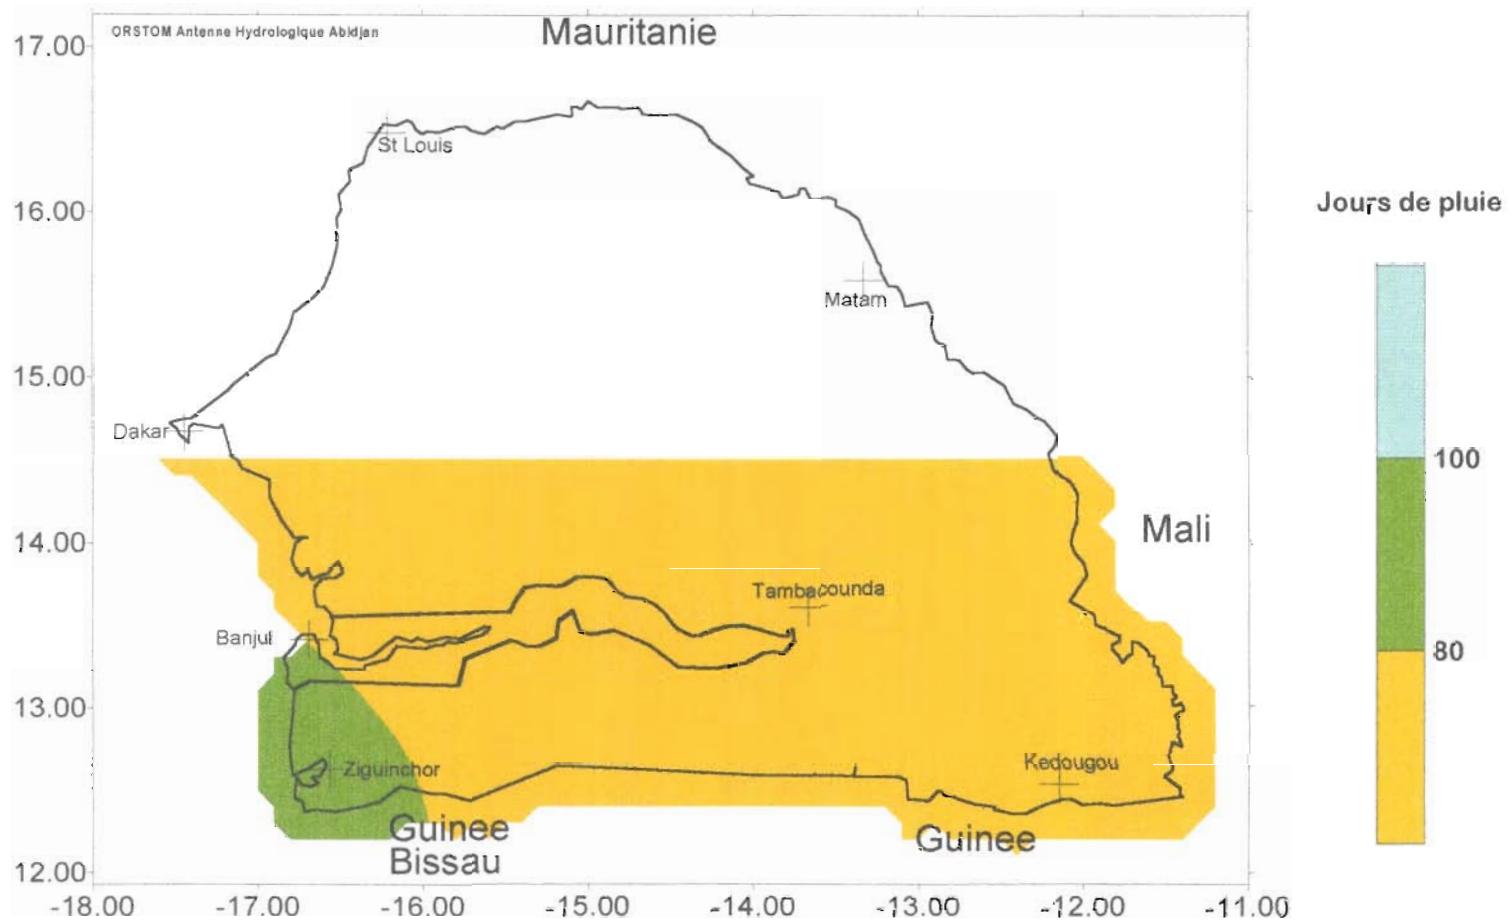 ORSTOM Antenne Hydrologique Abidjan
Mauritanie
17.00
St Louis
16.00
Jours de pluie
Matam
15.00
Dakar
100
Mali
14.00
Tambacounda
Banjul
80
13.00
Ziguinchor
Kedougou
Guinee
Bissau
Guinee
12.00
-18.00 -17.00 -16.00 -15.00 -14.00 -13.00 -12.00 -11.00